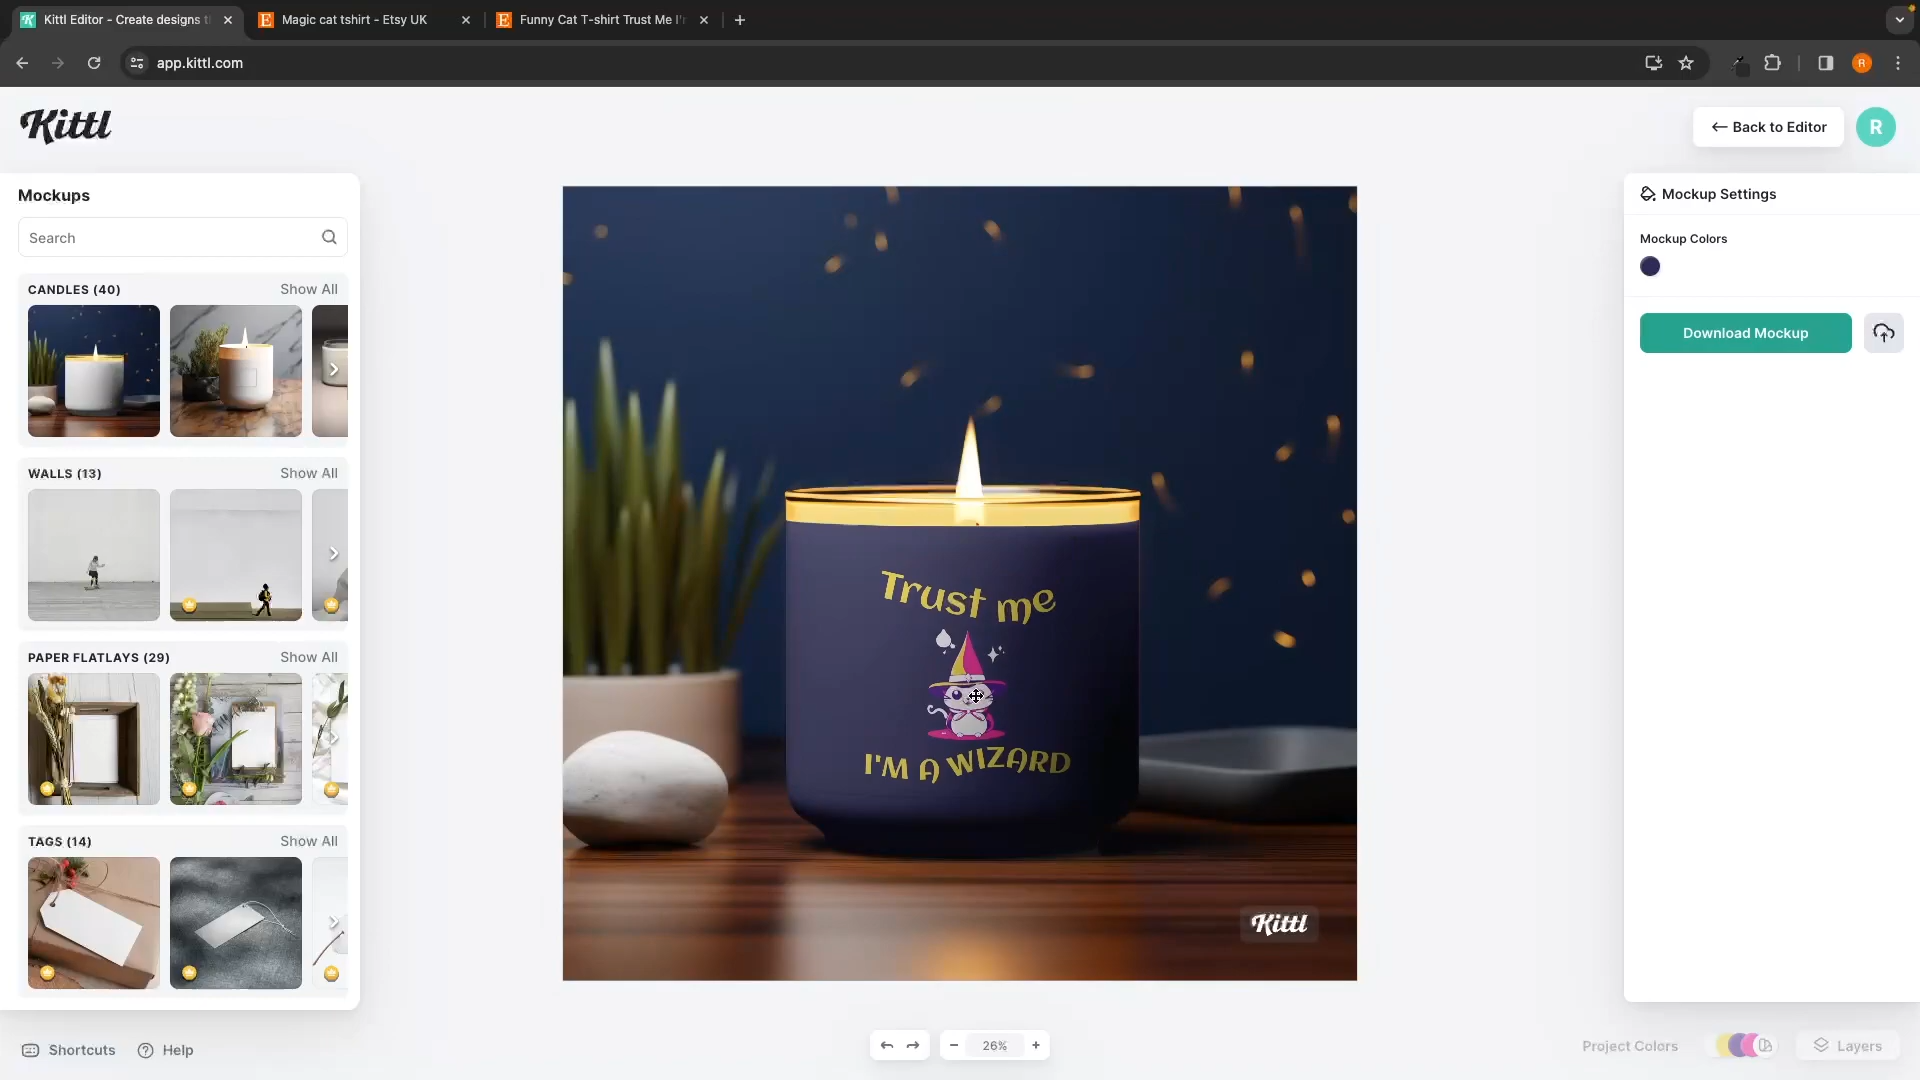 Kittl Editor - Create designs t
Magic cat tshirt - Etsy UK
Funny Cat T-shirt Trust Me I'
app.kittl.com
R
Kittl
← Back to Editor
R
Mockups
Search
CANDLES (40)
Show All
WALLS (13)
Show All
PAPER FLATLAYS (29)
Show All
TAGS (14)
Show All
Trust me
I'M A WIZARD
Kittl
Mockup Settings
Mockup Colors
Download Mockup
Shortcuts
Help
26%
Project Colors
Layers